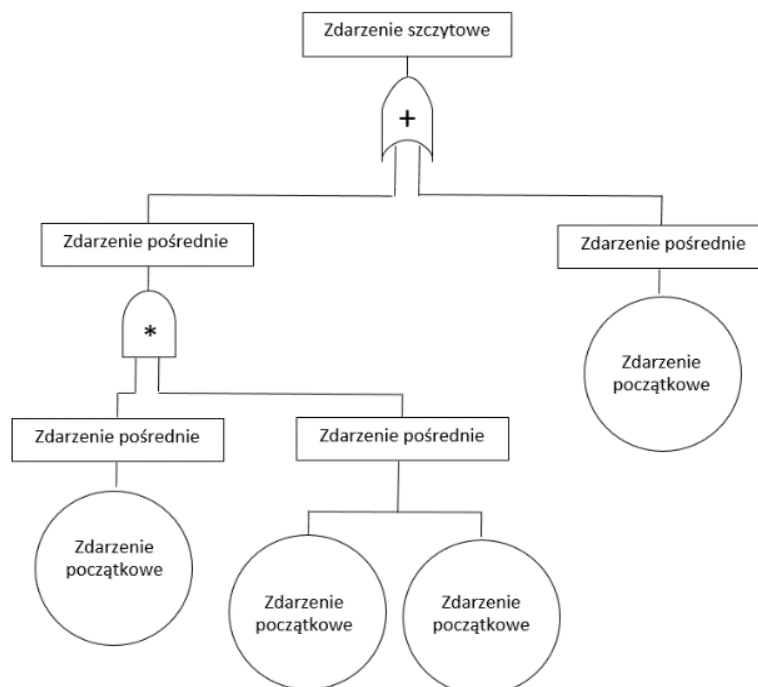 Zdarzenie szczytowe
+
Zdarzenie pośrednie
Zdarzenie pośrednie
*
Zdarzenie
początkowe
Zdarzenie pośrednie
Zdarzenie pośrednie
Zdarzenie
początkowe
Zdarzenie
początkowe
Zdarzenie
początkowe